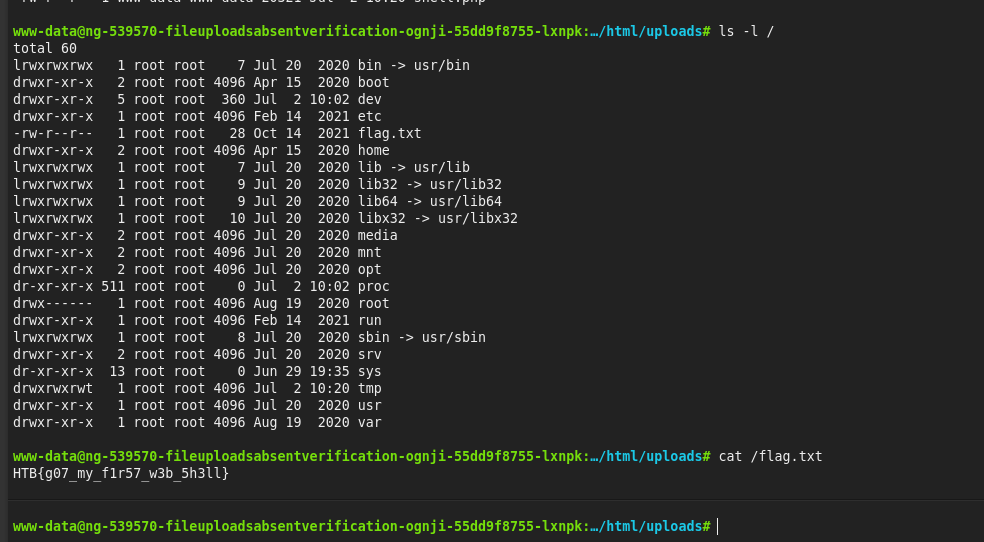 www-data@ng-539570-fileuploadsabsentverification-ognji-55dd9f8755-lxnpk:…/html/uploads# ls -l /
total 60
lrwxrwxrwx   1 root root    7 Jul 20  2020 bin -> usr/bin
drwxr-xr-x   2 root root 4096 Apr 15  2020 boot
drwxr-xr-x   5 root root  360 Jul  2 10:02 dev
drwxr-xr-x   1 root root 4096 Feb 14  2021 etc
-rw-r--r--   1 root root   28 Oct 14  2021 flag.txt
drwxr-xr-x   2 root root 4096 Apr 15  2020 home
lrwxrwxrwx   1 root root    7 Jul 20  2020 lib -> usr/lib
lrwxrwxrwx   1 root root    9 Jul 20  2020 lib32 -> usr/lib32
lrwxrwxrwx   1 root root    9 Jul 20  2020 lib64 -> usr/lib64
lrwxrwxrwx   1 root root   10 Jul 20  2020 libx32 -> usr/libx32
drwxr-xr-x   2 root root 4096 Jul 20  2020 media
drwxr-xr-x   2 root root 4096 Jul 20  2020 mnt
drwxr-xr-x   2 root root 4096 Jul 20  2020 opt
dr-xr-xr-x 511 root root    0 Jul  2 10:02 proc
drwx------   1 root root 4096 Aug 19  2020 root
drwxr-xr-x   1 root root 4096 Feb 14  2021 run
lrwxrwxrwx   1 root root    8 Jul 20  2020 sbin -> usr/sbin
drwxr-xr-x   2 root root 4096 Jul 20  2020 srv
dr-xr-xr-x  13 root root    0 Jun 29 19:35 sys
drwxrwxrwt   1 root root 4096 Jul  2 10:20 tmp
drwxr-xr-x   1 root root 4096 Jul 20  2020 usr
drwxr-xr-x   1 root root 4096 Aug 19  2020 var
www-data@ng-539570-fileuploadsabsentverification-ognji-55dd9f8755-lxnpk:…/html/uploads# cat /flag.txt
HTB{g07_my_f1r57_w3b_5h3ll}
www-data@ng-539570-fileuploadsabsentverification-ognji-55dd9f8755-lxnpk:…/html/uploads#